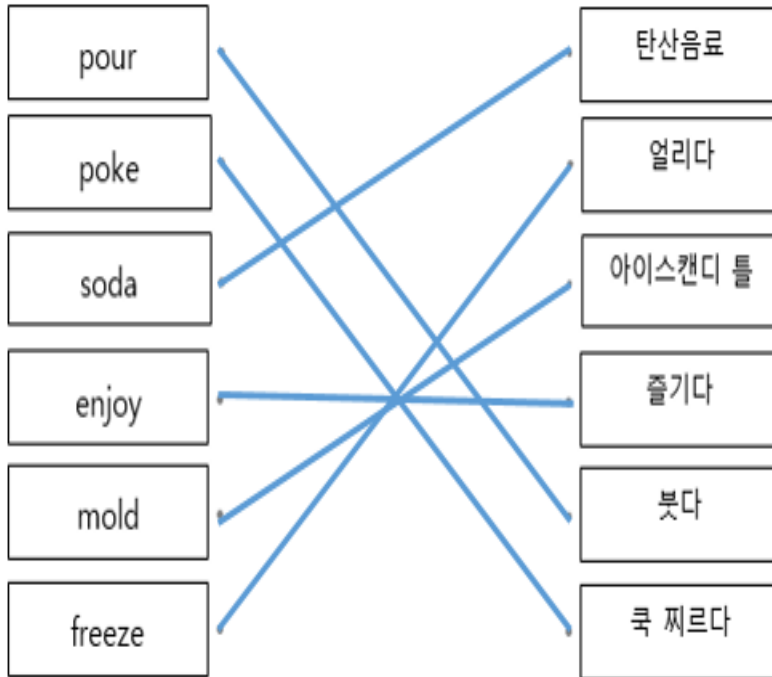 pour
poke
soda
enjoy
mold
freeze
탄산음료
얼리다
아이스캔디 틀
즐기다
붓다
쿡 찌르다